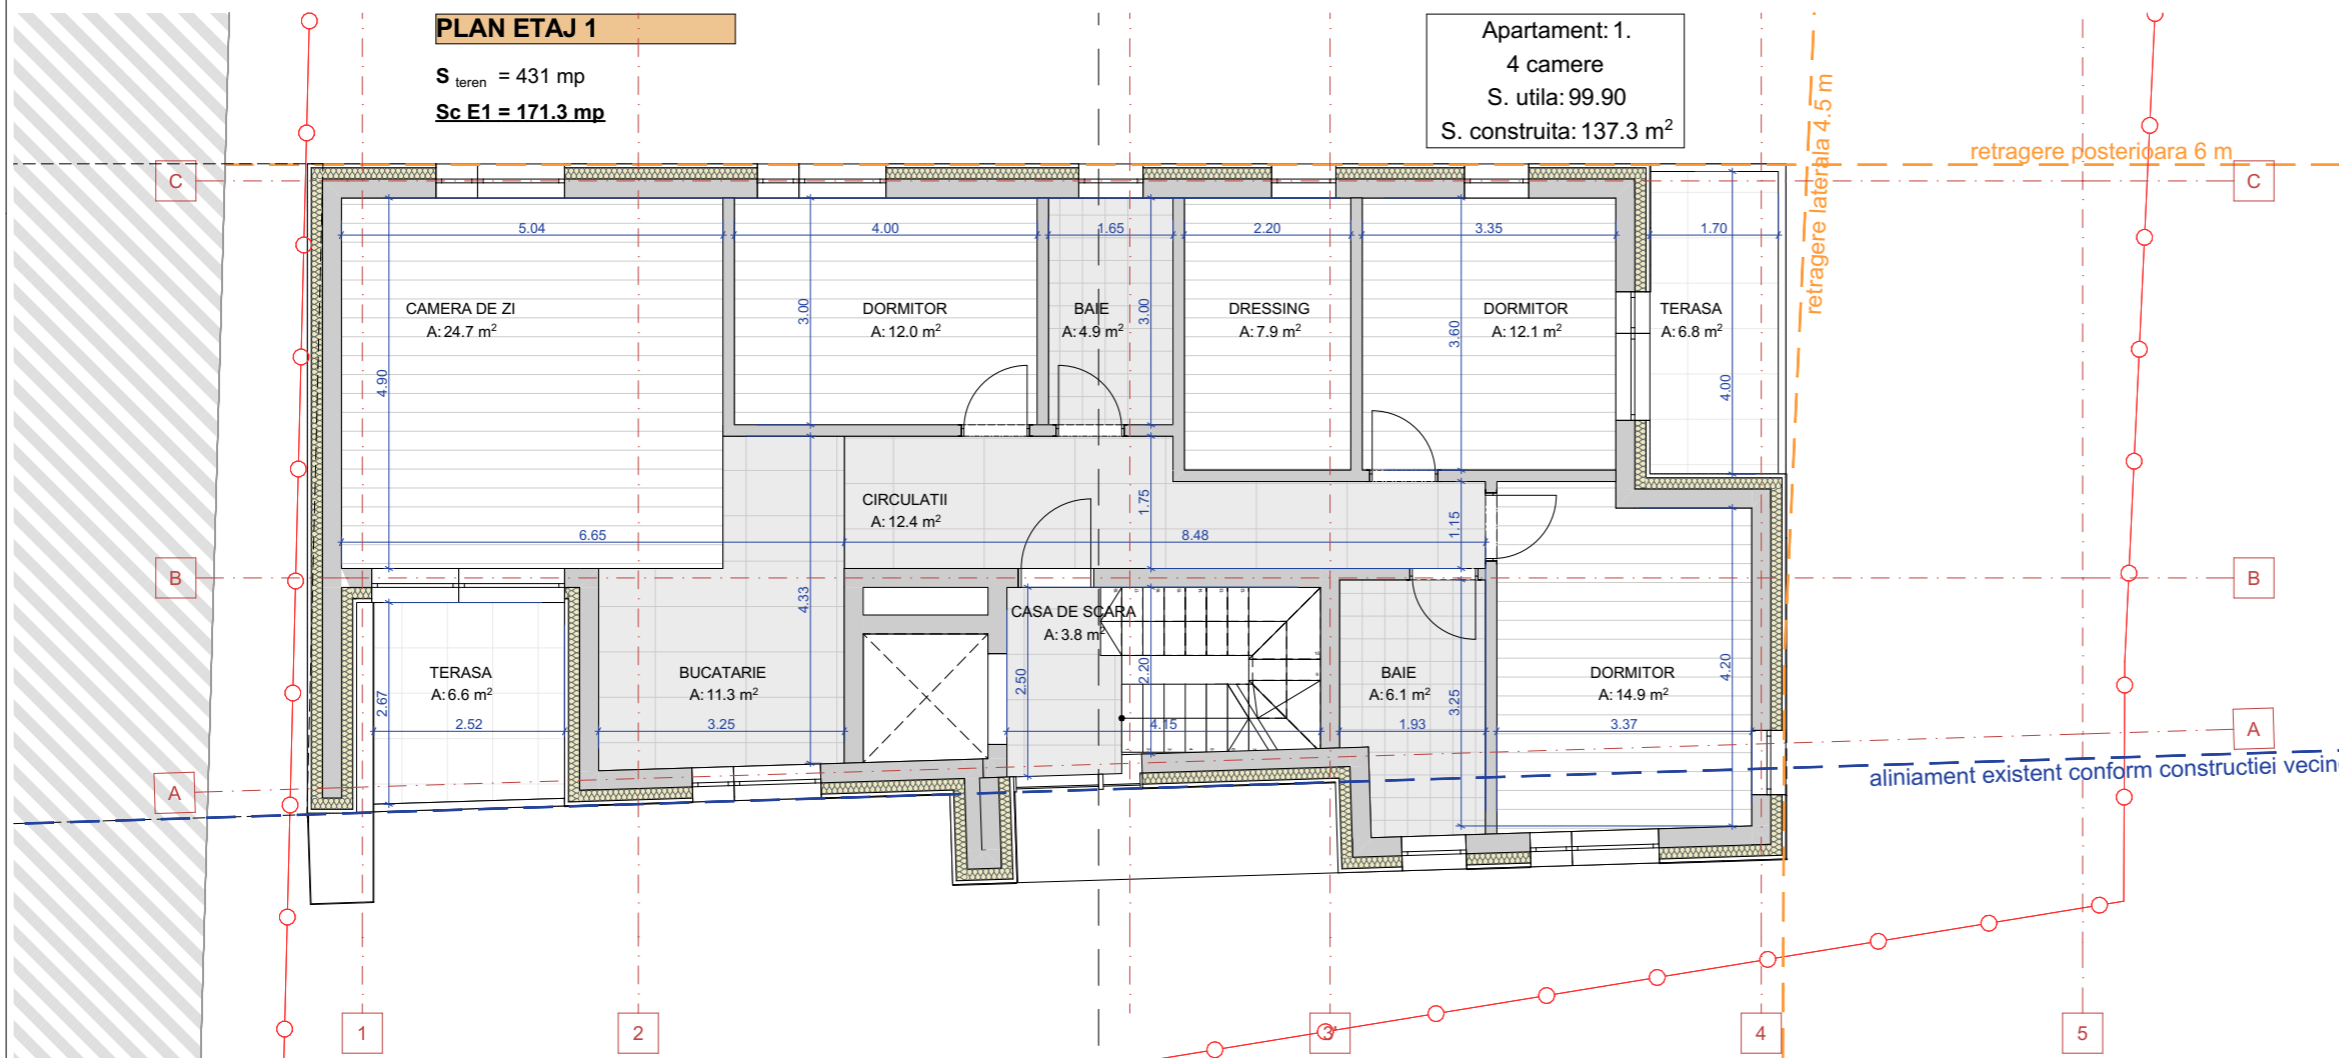 PLAN ETAJ 1
S teren = 431 mp
Sc E1 = 171.3 mp
Apartament: 1.
4 camere
S. utila: 99.90
S. construita: 137.3 m²
retragere laterala 4.5 m
retragere posterioara 6 m
C
C
5.04
4.00
1.65
2.20
3.35
1.70
CAMERA DE ZI
A: 24.7 m²
DORMITOR
A: 12.0 m²
BAIE
A: 4.9 m²
DRESSING
A: 7.9 m²
DORMITOR
A: 12.1 m²
TERASA
A: 6.8 m²
4.90
3.00
3.00
3.60
4.00
CIRCULATII
A: 12.4 m²
1.75
1.15
6.65
8.48
B
B
4.33
CASA DE SCARA
A: 3.8 m²
TERASA
A: 6.6 m²
BUCATARIE
A: 11.3 m²
BAIE
A: 6.1 m²
DORMITOR
A: 14.9 m²
2.67
2.50
2.20
3.25
4.20
2.52
3.25
4.15
1.93
3.37
A
A
aliniament existent conform constructiei vecin
1
2
3'
4
5